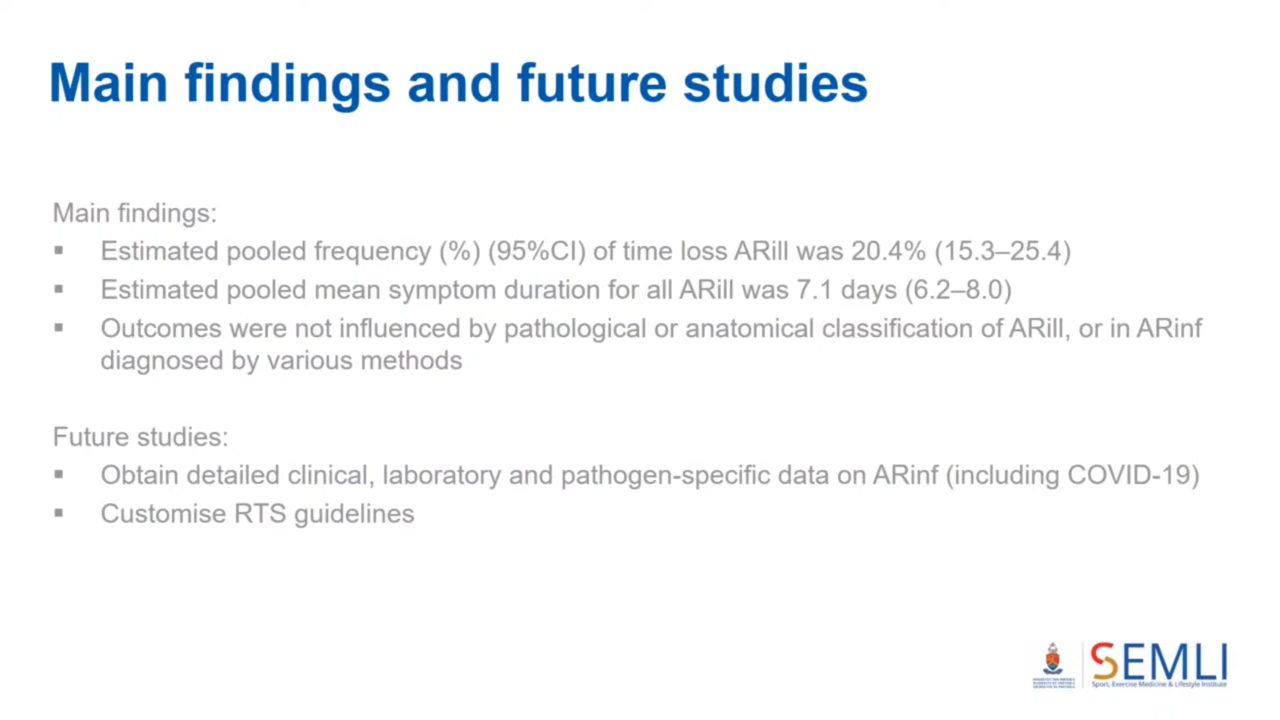 Main findings and future studies
Main findings:
▪ Estimated pooled frequency (%) (95%CI) of time loss ARill was 20.4% (15.3–25.4)
▪ Estimated pooled mean symptom duration for all ARill was 7.1 days (6.2–8.0)
▪ Outcomes were not influenced by pathological or anatomical classification of ARill, or in ARinf
diagnosed by various methods
Future studies:
▪ Obtain detailed clinical, laboratory and pathogen-specific data on ARinf (including COVID-19)
▪ Customise RTS guidelines
SEMLI
Sport, Exercise Medicine & Lifestyle Institute